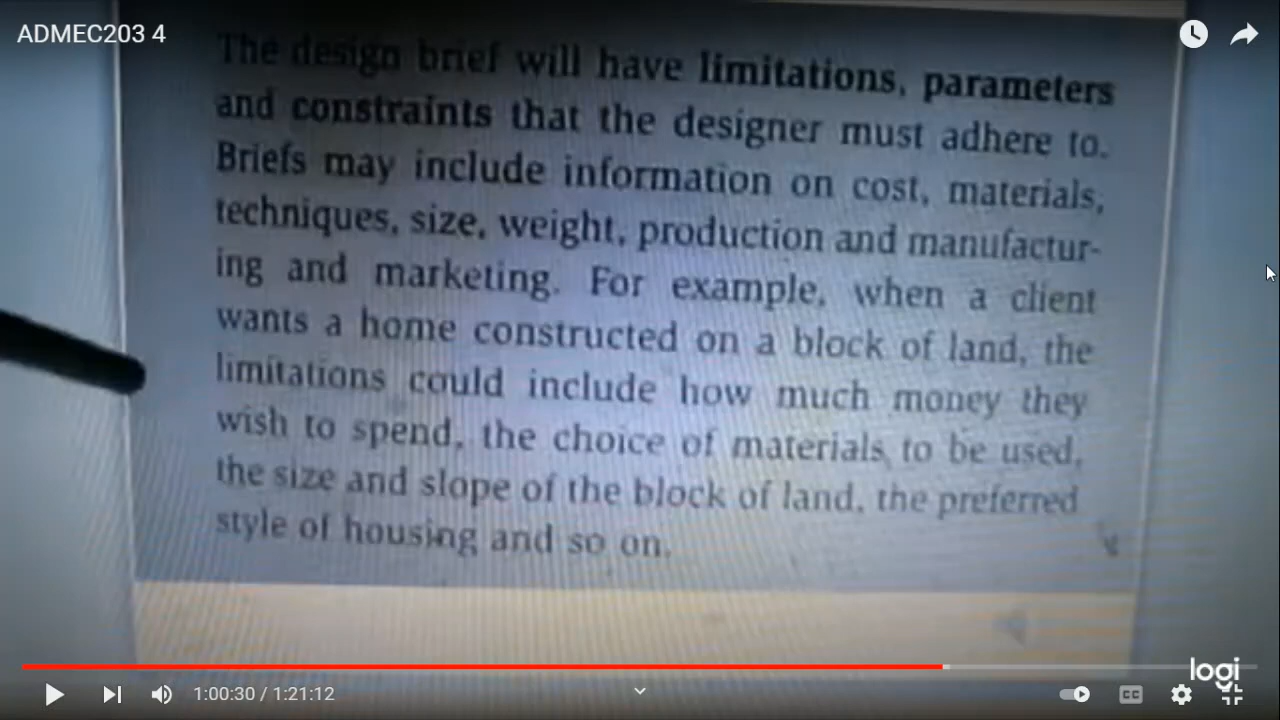 ADMEC203 4
The design brief will have limitations, parameters
and constraints that the designer must adhere to.
Briefs may include information on cost, materials,
techniques, size, weight, production and manufactur-
ing and marketing. For example, when a client
wants a home constructed on a block of land, the
limitations could include how much money they
wish to spend, the choice of materials to be used,
the size and slope of the block of land, the preferred
style of housing and so on.
logi
1:00:30 / 1:21:12
CC